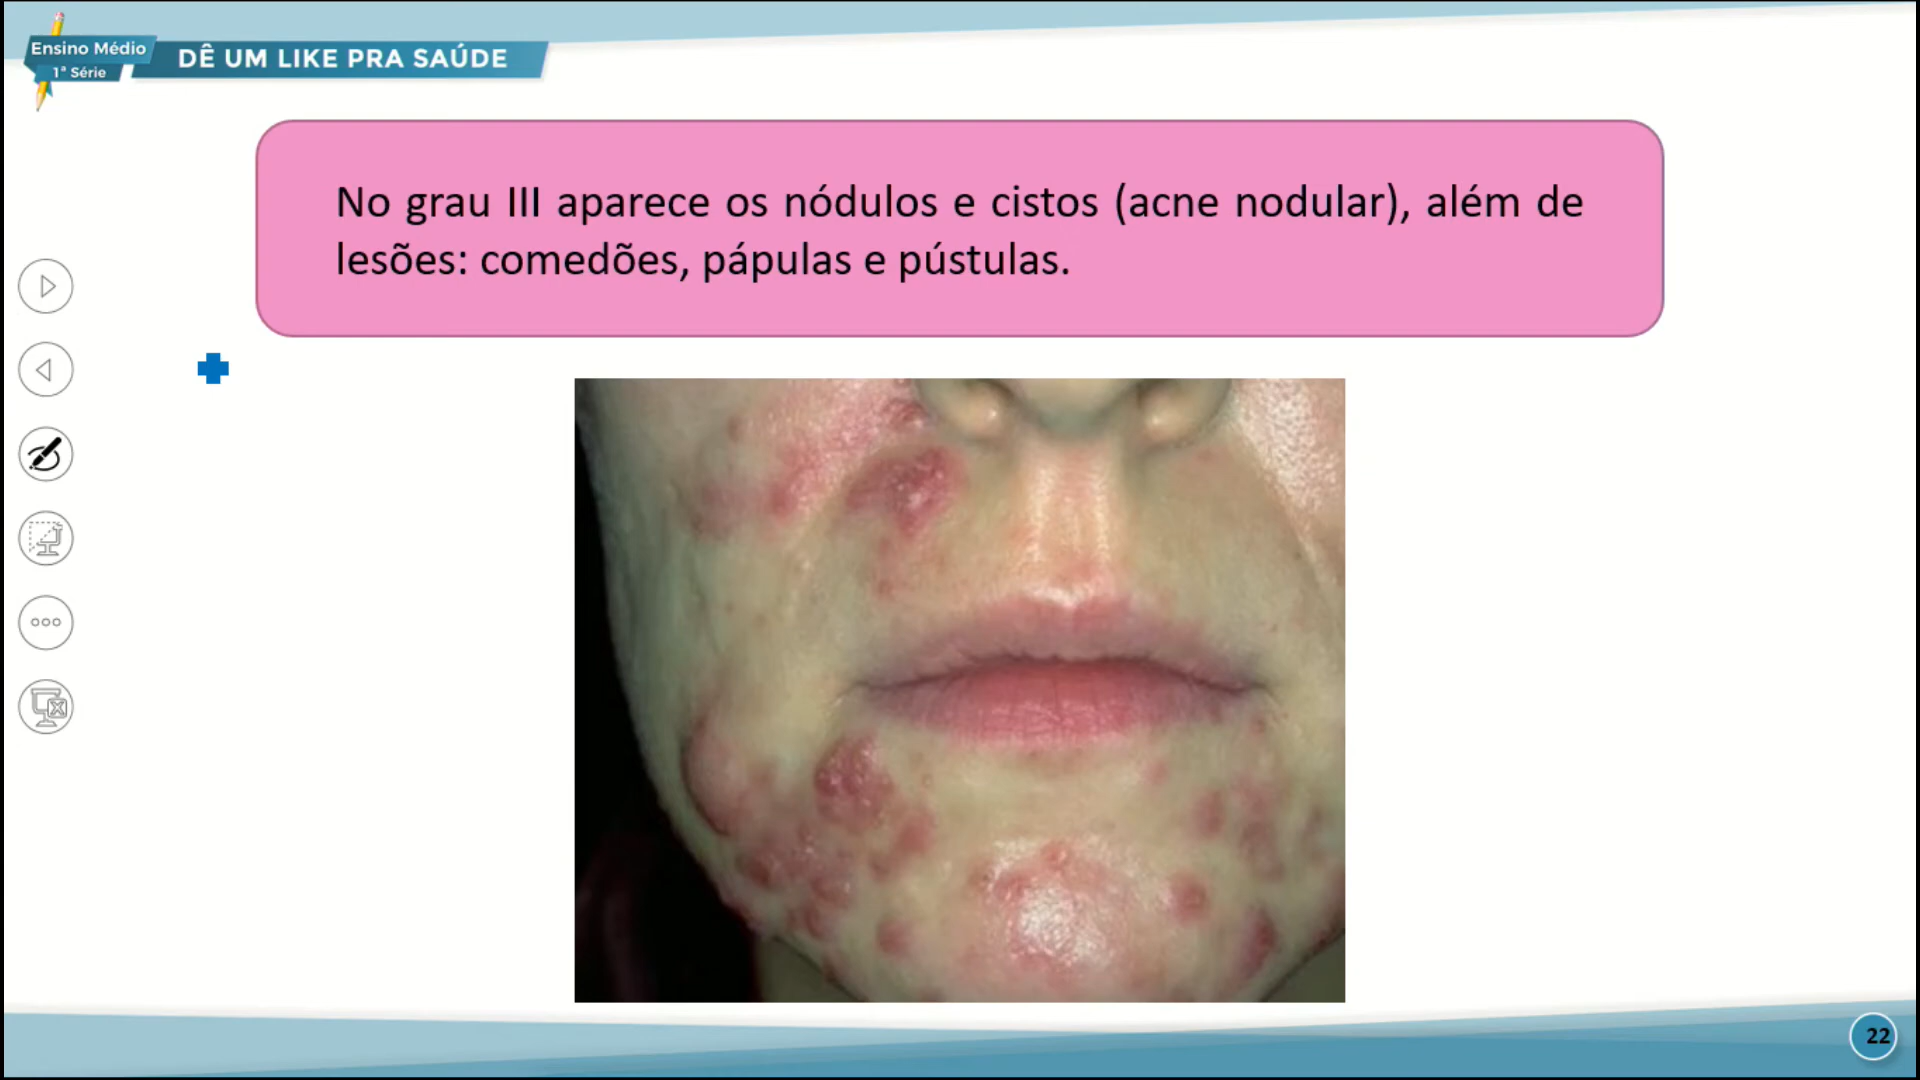 Ensino Médio
1ª Série
DÊ UM LIKE PRA SAÚDE
No grau III aparece os nódulos e cistos (acne nodular), além de
lesões: comedões, pápulas e pústulas.
22